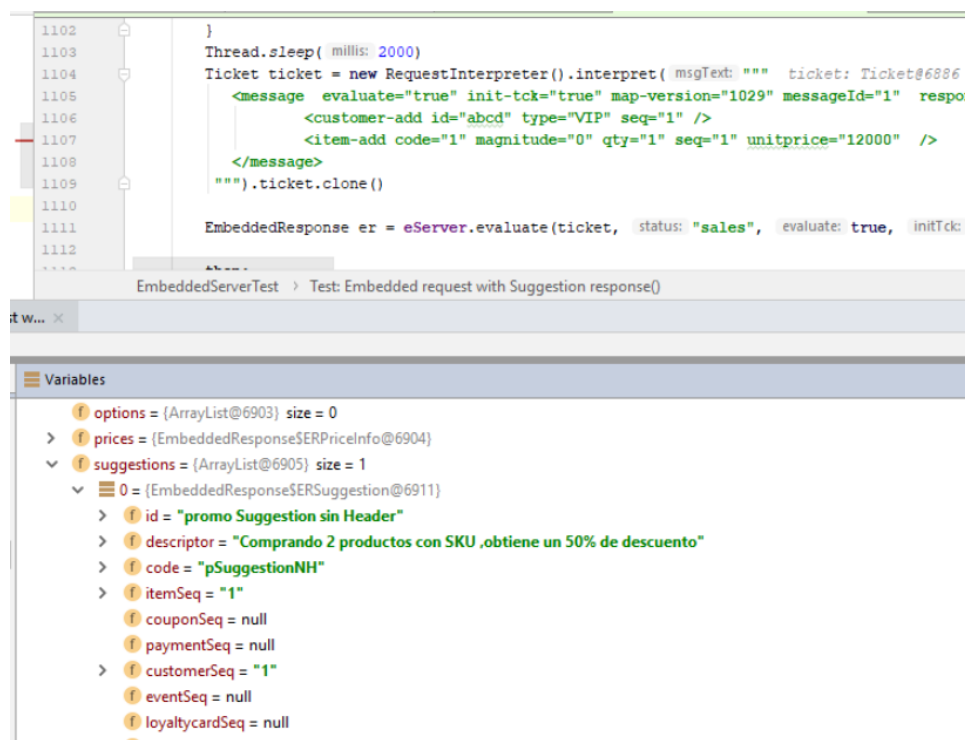 1102 }
1103 Thread.sleep( millis: 2000)
1104 Ticket ticket = new RequestInterpreter().interpret( msgText: """ ticket: Ticket@6886
1105 <message evaluate="true" init-tck="true" map-version="1029" messageId="1" respon
1106 <customer-add id="abcd" type="VIP" seq="1" />
1107 <item-add code="1" magnitude="0" qty="1" seq="1" unitprice="12000" />
1108 </message>
1109 """).ticket.clone()
1110
1111 EmbeddedResponse er = eServer.evaluate(ticket, status: "sales", evaluate: true, initTck:
1112
EmbeddedServerTest > Test: Embedded request with Suggestion response()
st w... ×
Variables
f options = {ArrayList@6903} size = 0
f prices = {EmbeddedResponse$ERPriceInfo@6904}
f suggestions = {ArrayList@6905} size = 1
0 = {EmbeddedResponse$ERSuggestion@6911}
f id = "promo Suggestion sin Header"
f descriptor = "Comprando 2 productos con SKU ,obtiene un 50% de descuento"
f code = "pSuggestionNH"
f itemSeq = "1"
f couponSeq = null
f paymentSeq = null
f customerSeq = "1"
f eventSeq = null
f loyaltycardSeq = null